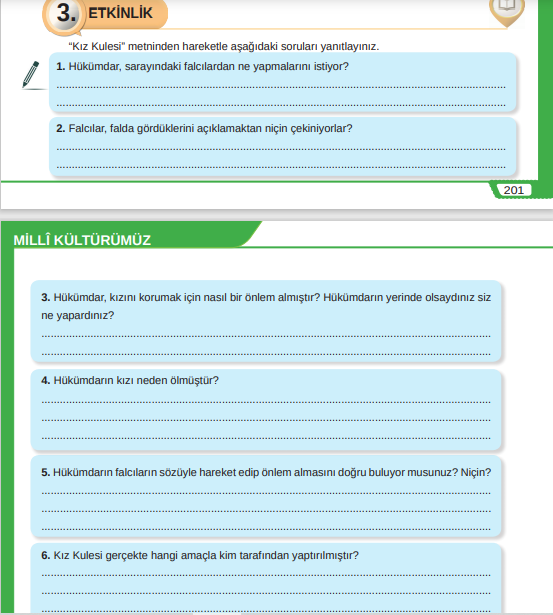 3. ETKİNLİK
“Kız Kulesi” metninden hareketle aşağıdaki soruları yanıtlayınız.
1. Hükümdar, sarayındaki falcılardan ne yapmalarını istiyor?
2. Falcılar, falda gördüklerini açıklamaktan niçin çekiniyorlar?
201
MİLLÎ KÜLTÜRÜMÜZ
3. Hükümdar, kızını korumak için nasıl bir önlem almıştır? Hükümdarın yerinde olsaydınız siz
ne yapardınız?
4. Hükümdarın kızı neden ölmüştür?
5. Hükümdarın falcıların sözüyle hareket edip önlem almasını doğru buluyor musunuz? Niçin?
6. Kız Kulesi gerçekte hangi amaçla kim tarafından yaptırılmıştır?